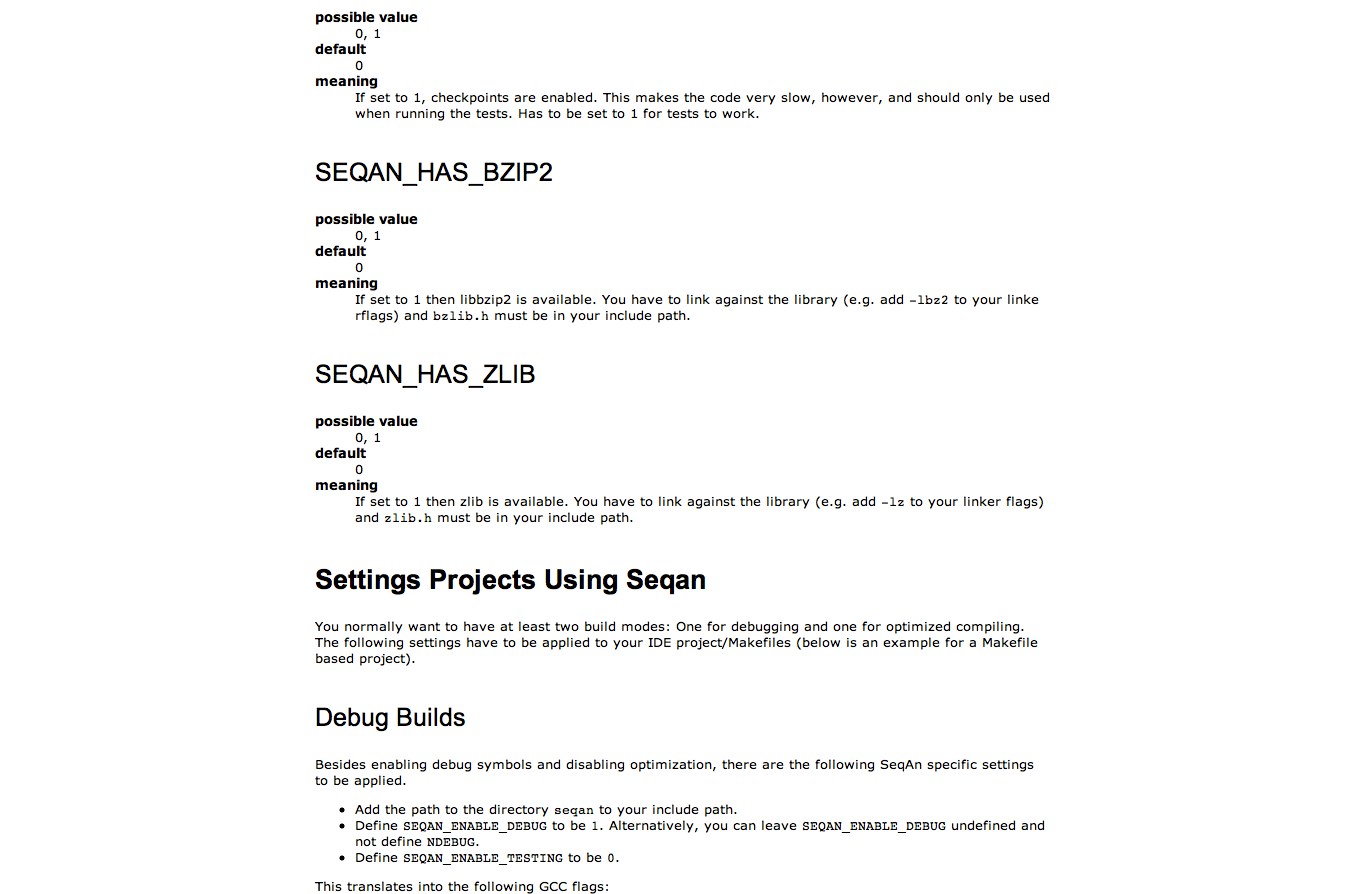 possible value
0, 1
default
0
meaning
If set to 1, checkpoints are enabled. This makes the code very slow, however, and should only be used
when running the tests. Has to be set to 1 for tests to work.
SEQAN_HAS_BZIP2
possible value
0, 1
default
0
meaning
If set to 1 then libbzip2 is available. You have to link against the library (e.g. add -lbz2 to your linke
rflags) and bzlib.h must be in your include path.
SEQAN_HAS_ZLIB
possible value
0, 1
default
0
meaning
If set to 1 then zlib is available. You have to link against the library (e.g. add -lz to your linker flags)
and zlib.h must be in your include path.
Settings Projects Using Seqan
You normally want to have at least two build modes: One for debugging and one for optimized compiling.
The following settings have to be applied to your IDE project/Makefiles (below is an example for a Makefile
based project).
Debug Builds
Besides enabling debug symbols and disabling optimization, there are the following SeqAn specific settings
to be applied.
• Add the path to the directory seqan to your include path.
• Define SEQAN_ENABLE_DEBUG to be 1. Alternatively, you can leave SEQAN_ENABLE_DEBUG undefined and
not define NDEBUG.
• Define SEQAN_ENABLE_TESTING to be 0.
This translates into the following GCC flags: